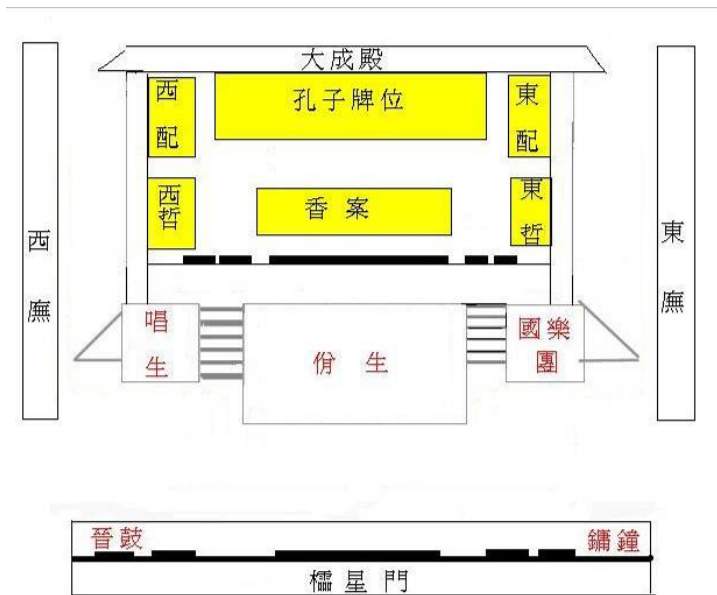 大成殿
西配
孔子牌位
東配
西哲
香案
東哲
西廡
東廡
唱生
佾生
國樂團
晉鼓
鏞鐘
櫺星門